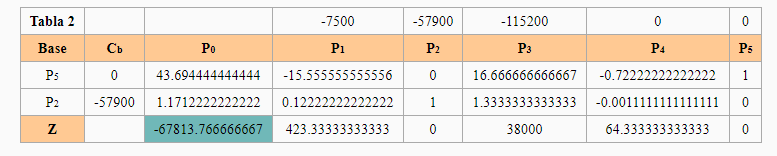 Tabla 2 -7500 -57900 -115200 0 0
Base Cb P0 P1 P2 P3 P4 P5
P5 0 43.694444444444 -15.555555555556 0 16.666666666667 -0.72222222222222 1
P2 -57900 1.1712222222222 0.12222222222222 1 1.3333333333333 -0.0011111111111111 0
Z -67813.766666667 423.33333333333 0 38000 64.333333333333 0